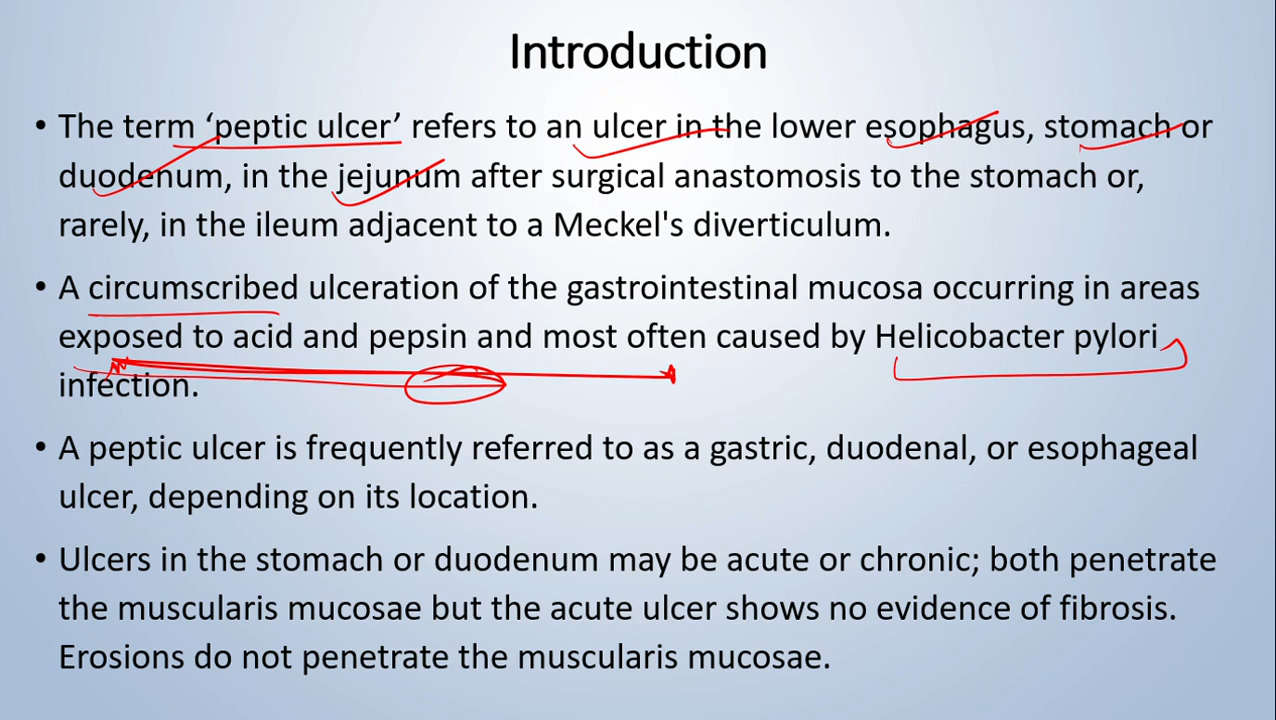 Introduction
• The term ‘peptic ulcer’ refers to an ulcer in the lower esophagus, stomach or
duodenum, in the jejunum after surgical anastomosis to the stomach or,
rarely, in the ileum adjacent to a Meckel's diverticulum.
• A circumscribed ulceration of the gastrointestinal mucosa occurring in areas
exposed to acid and pepsin and most often caused by Helicobacter pylori
infection.
• A peptic ulcer is frequently referred to as a gastric, duodenal, or esophageal
ulcer, depending on its location.
• Ulcers in the stomach or duodenum may be acute or chronic; both penetrate
the muscularis mucosae but the acute ulcer shows no evidence of fibrosis.
Erosions do not penetrate the muscularis mucosae.